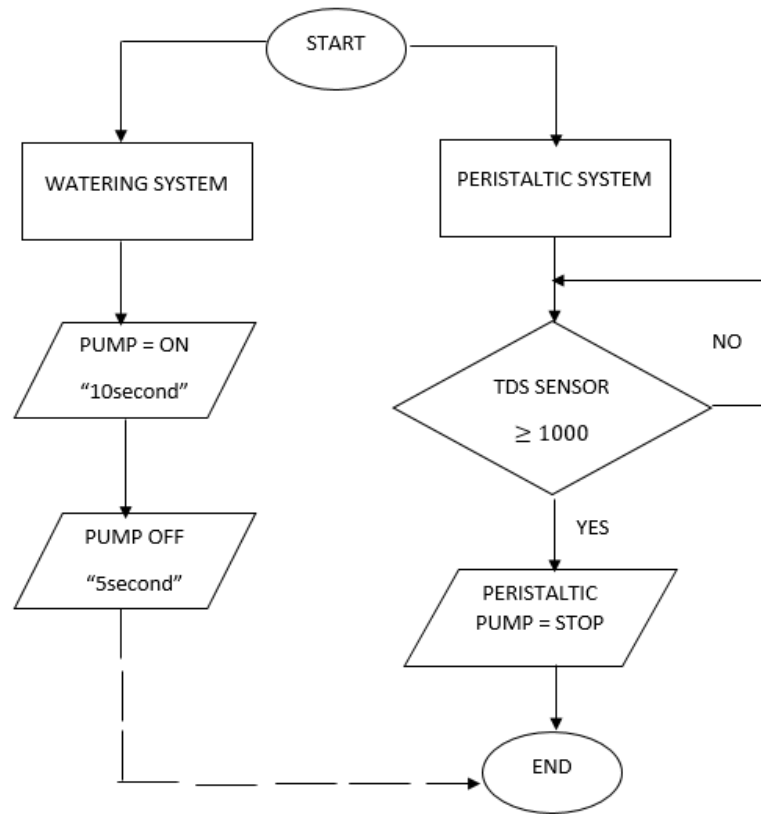 START
WATERING SYSTEM
PERISTALTIC SYSTEM
PUMP = ON
“10second”
NO
TDS SENSOR
≥ 1000
YES
PUMP OFF
“5second”
PERISTALTIC
PUMP = STOP
END